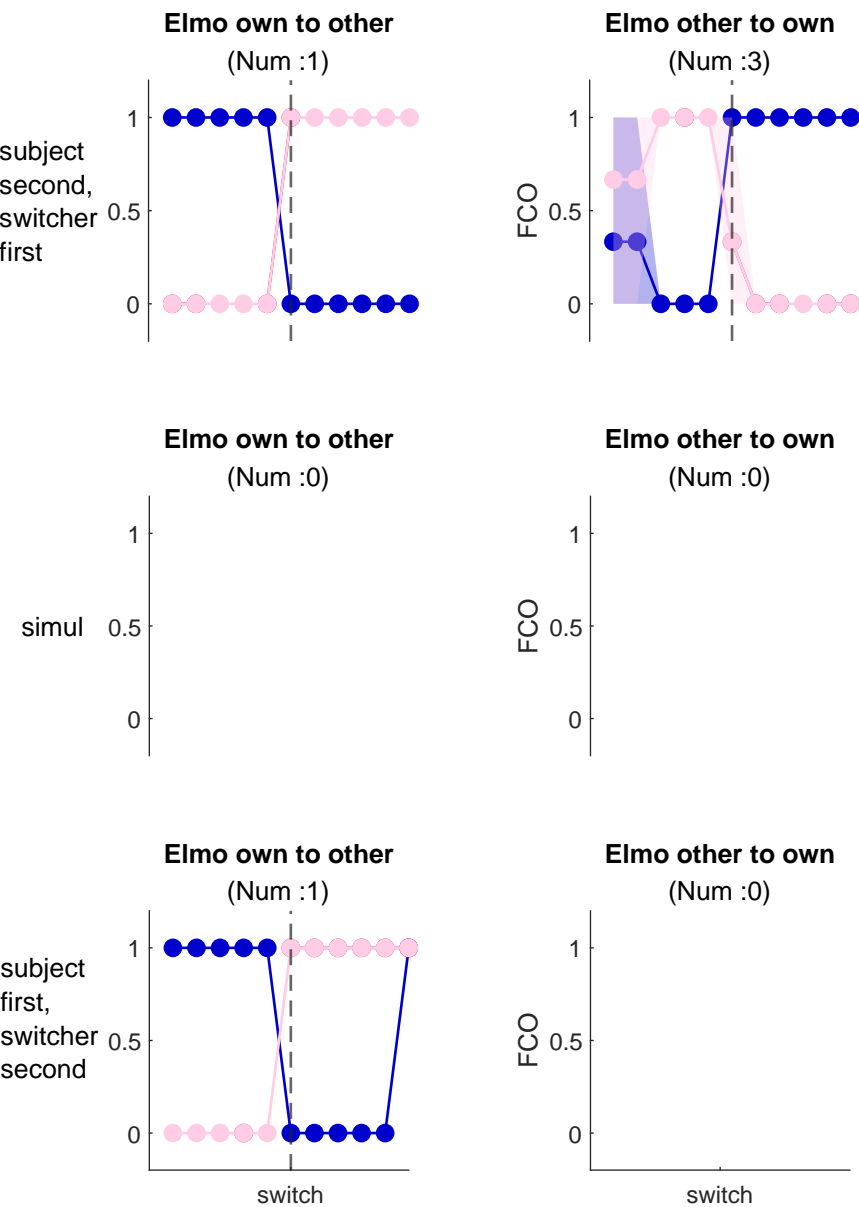 Elmo own to other
(Num :1)
Elmo other to own
(Num :3)
subject
second,
switcher
first
1
0.5
0
FCO
1
0.5
0
Elmo own to other
(Num :0)
Elmo other to own
(Num :0)
simul
1
0.5
0
FCO
1
0.5
0
Elmo own to other
(Num :1)
Elmo other to own
(Num :0)
subject
first,
switcher
second
1
0.5
0
switch
FCO
1
0.5
0
switch